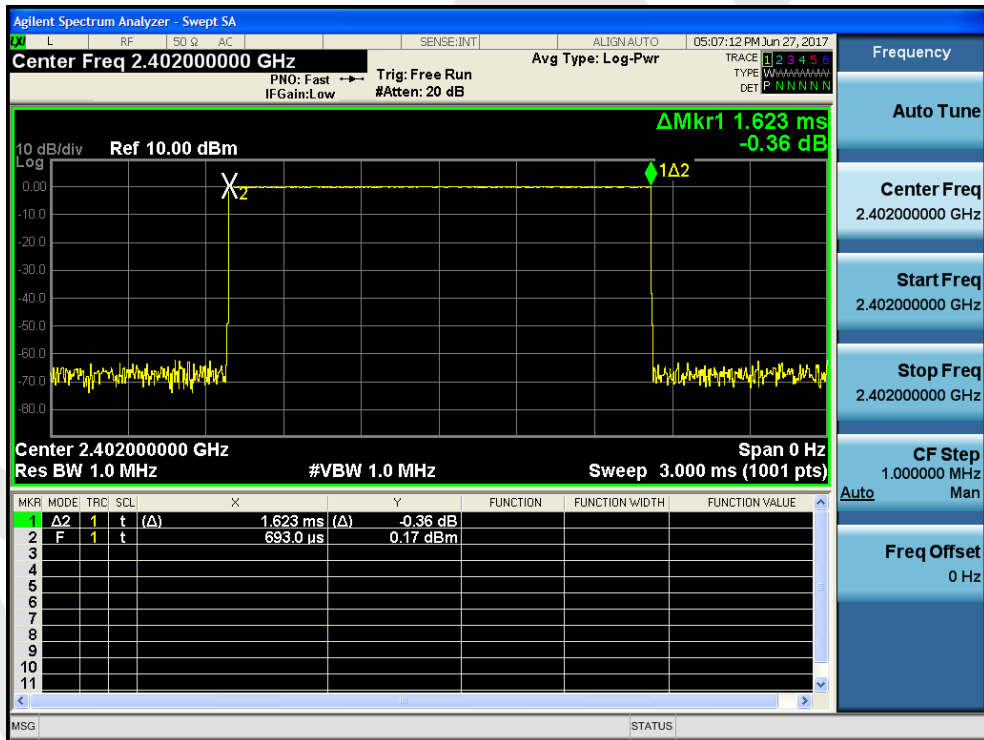 Agilent Spectrum Analyzer - Swept SA
LXI L RF 50 Ω AC SENSE:INT ALIGN AUTO 05:07:12 PM Jun 27, 2017
Center Freq 2.402000000 GHz Avg Type: Log-Pwr TRACE 1 2 3 4 5 6
PNO: Fast Trig: Free Run TYPE WWWWWW
IFGain:Low #Atten: 20 dB DET P N N N N N
ΔMkr1 1.623 ms
-0.36 dB
10 dB/div Ref 10.00 dBm
Log
1Δ2
2
0.00
-10.0
-20.0
-30.0
-40.0
-50.0
-60.0
-70.0
-80.0
Center 2.402000000 GHz Span 0 Hz
Res BW 1.0 MHz #VBW 1.0 MHz Sweep 3.000 ms (1001 pts)
MKR MODE TRC SCL X Y FUNCTION FUNCTION WIDTH FUNCTION VALUE
1 Δ2 1 t (Δ) 1.623 ms (Δ) -0.36 dB
2 F 1 t 693.0 µs 0.17 dBm
3
4
5
6
7
8
9
10
11
MSG STATUS
Frequency
Auto Tune
Center Freq
2.402000000 GHz
Start Freq
2.402000000 GHz
Stop Freq
2.402000000 GHz
CF Step
1.000000 MHz
Auto Man
Freq Offset
0 Hz